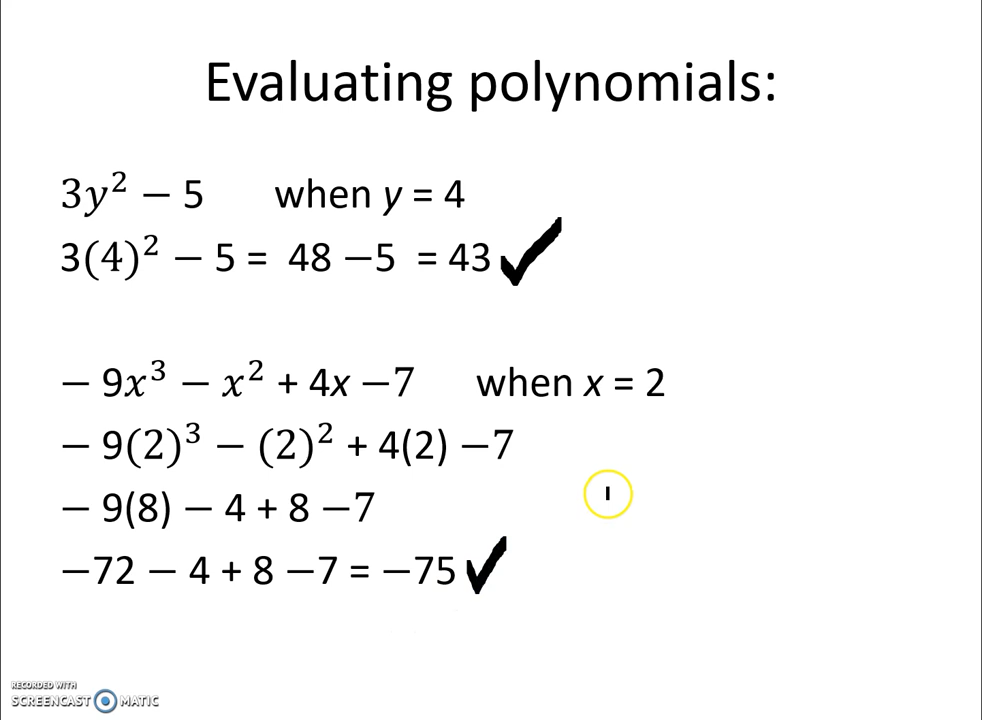 Evaluating polynomials:
3y² − 5 when y = 4
3(4)² − 5 = 48 −5 = 43
− 9x³ − x² + 4x −7 when x = 2
− 9(2)³ − (2)² + 4(2) −7
− 9(8) − 4 + 8 −7
−72 − 4 + 8 −7 = −75
RECORDED WITH
SCREENCAST MATIC